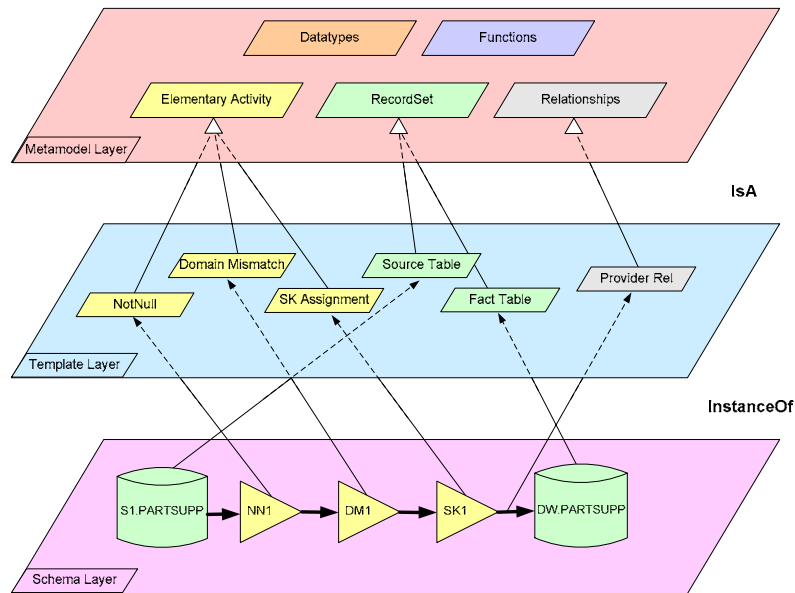 Datatypes
Functions
Elementary Activity
RecordSet
Relationships
Metamodel Layer
IsA
Domain Mismatch
Source Table
Provider Rel
NotNull
SK Assignment
Fact Table
Template Layer
InstanceOf
S1.PARTSUPP
NN1
DM1
SK1
DW.PARTSUPP
Schema Layer